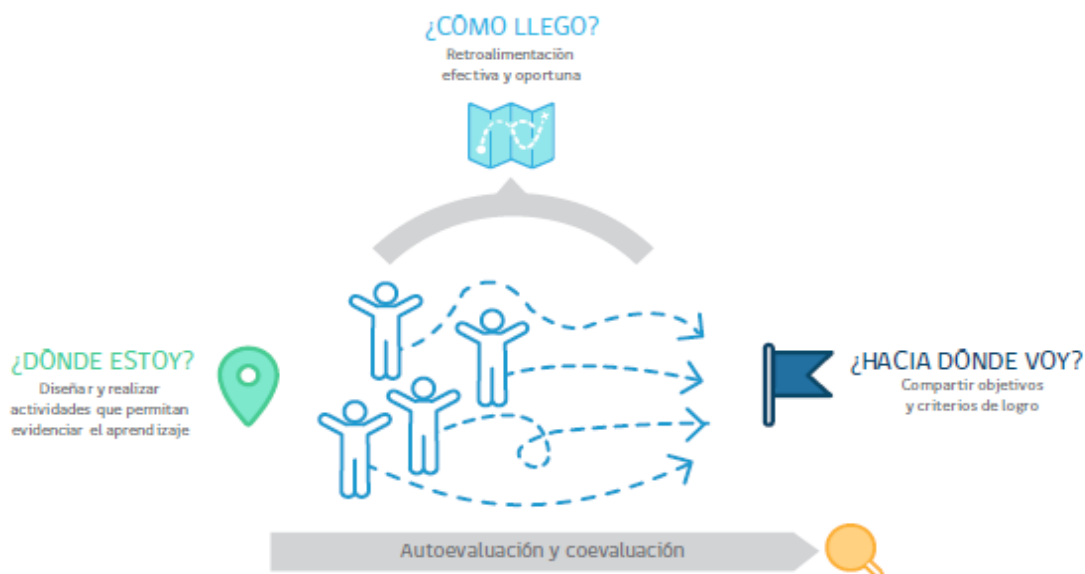 ¿CÓMO LLEGO?
Retroalimentación
efectiva y oportuna
¿DÓNDE ESTOY?
Diseñar y realizar
actividades que permitan
evidenciar el aprendizaje
¿HACIA DÓNDE VOY?
Compartir objetivos
y criterios de logro
Autoevaluación y coevaluación